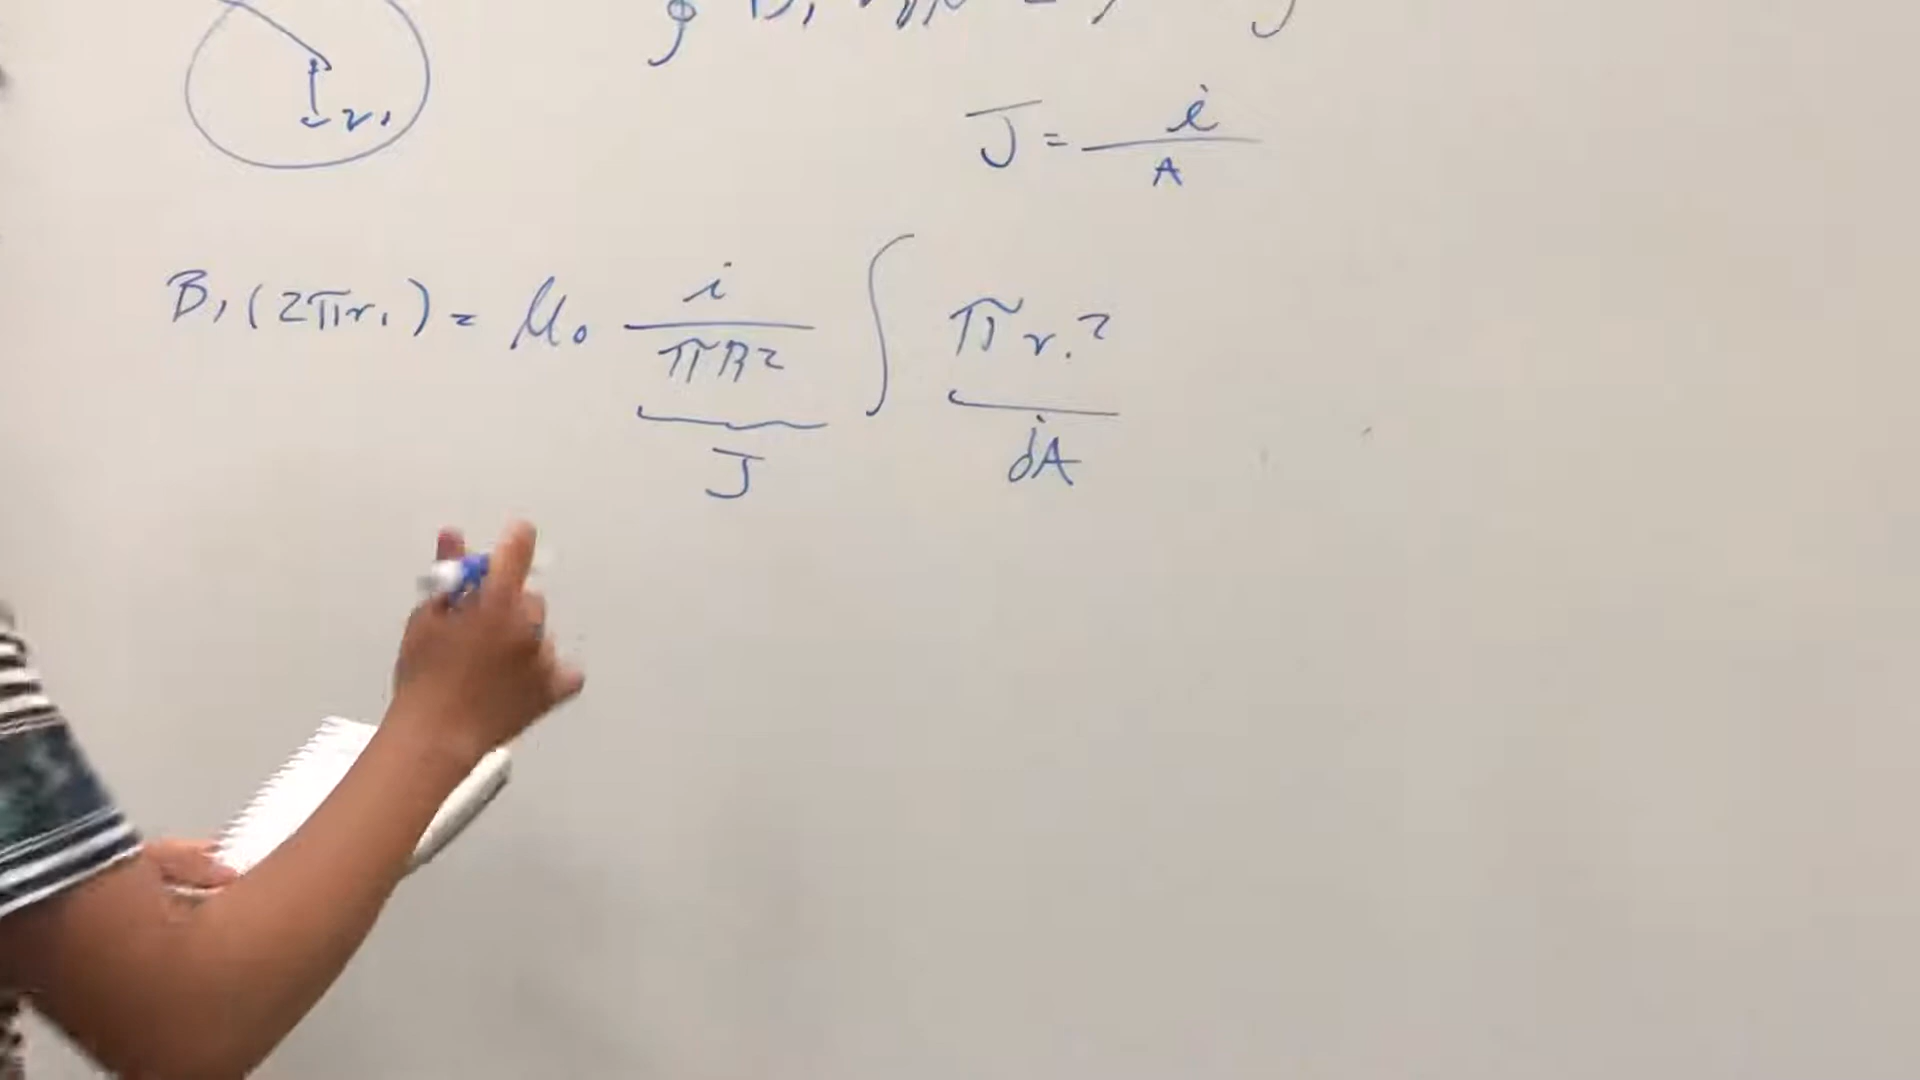 r₁
J = i / A
B₁(2πr₁) = μ₀ i / πR² ∫ πr₁²
J dA